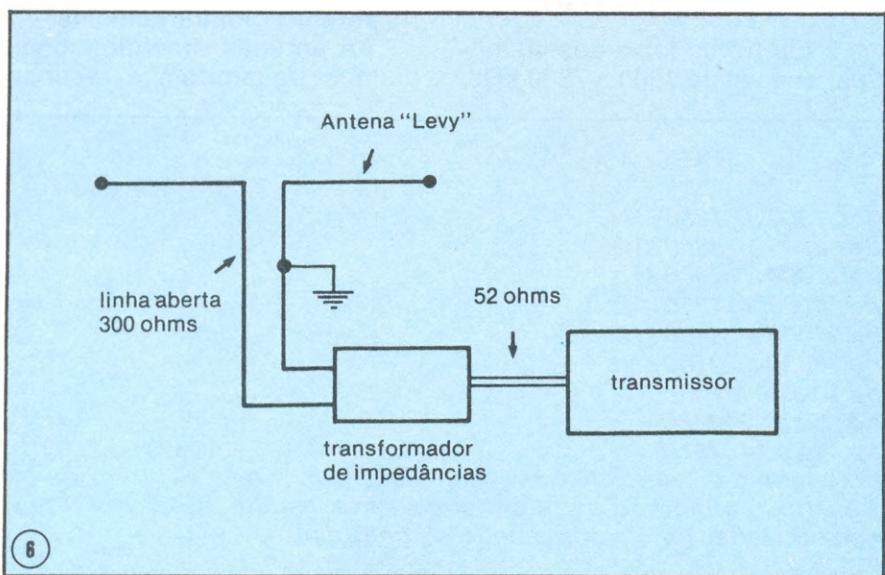 Antena "Levy"
linha aberta
300 ohms
52 ohms
transmissor
transformador
de impedâncias
6